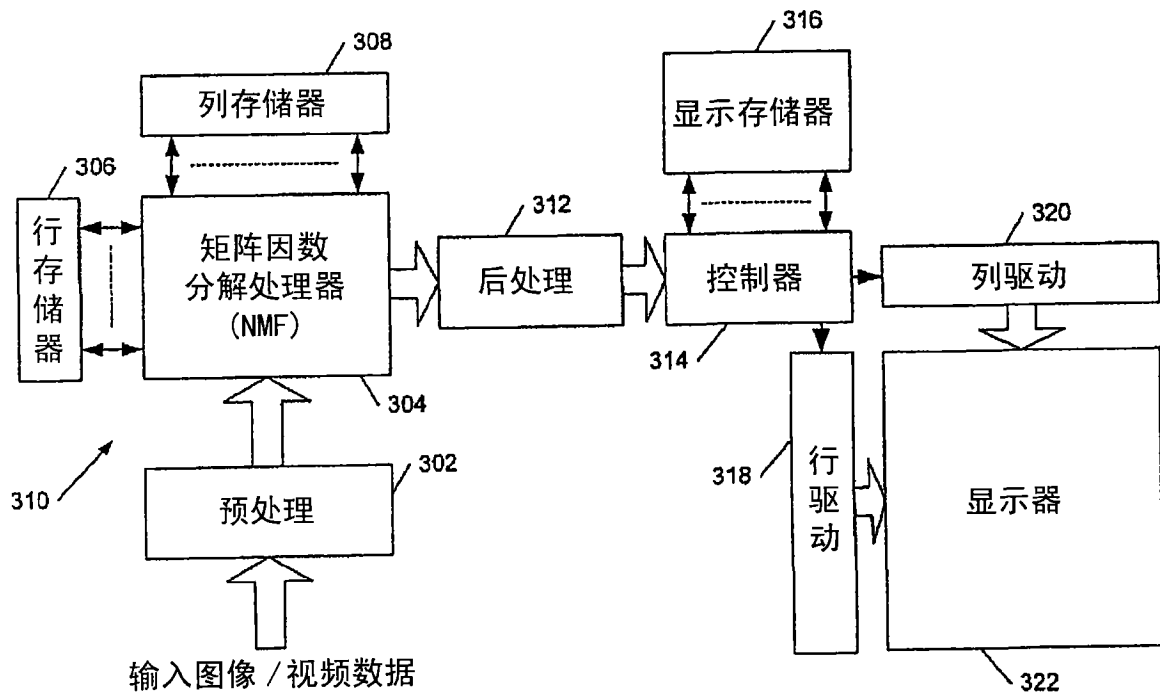 308
列存储器
316
显示存储器
306
行存储器
矩阵因数
分解处理器
(NMF)
304
312
后处理
控制器
314
320
列驱动
310
302
预处理
318
行驱动
显示器
322
输入图像/视频数据